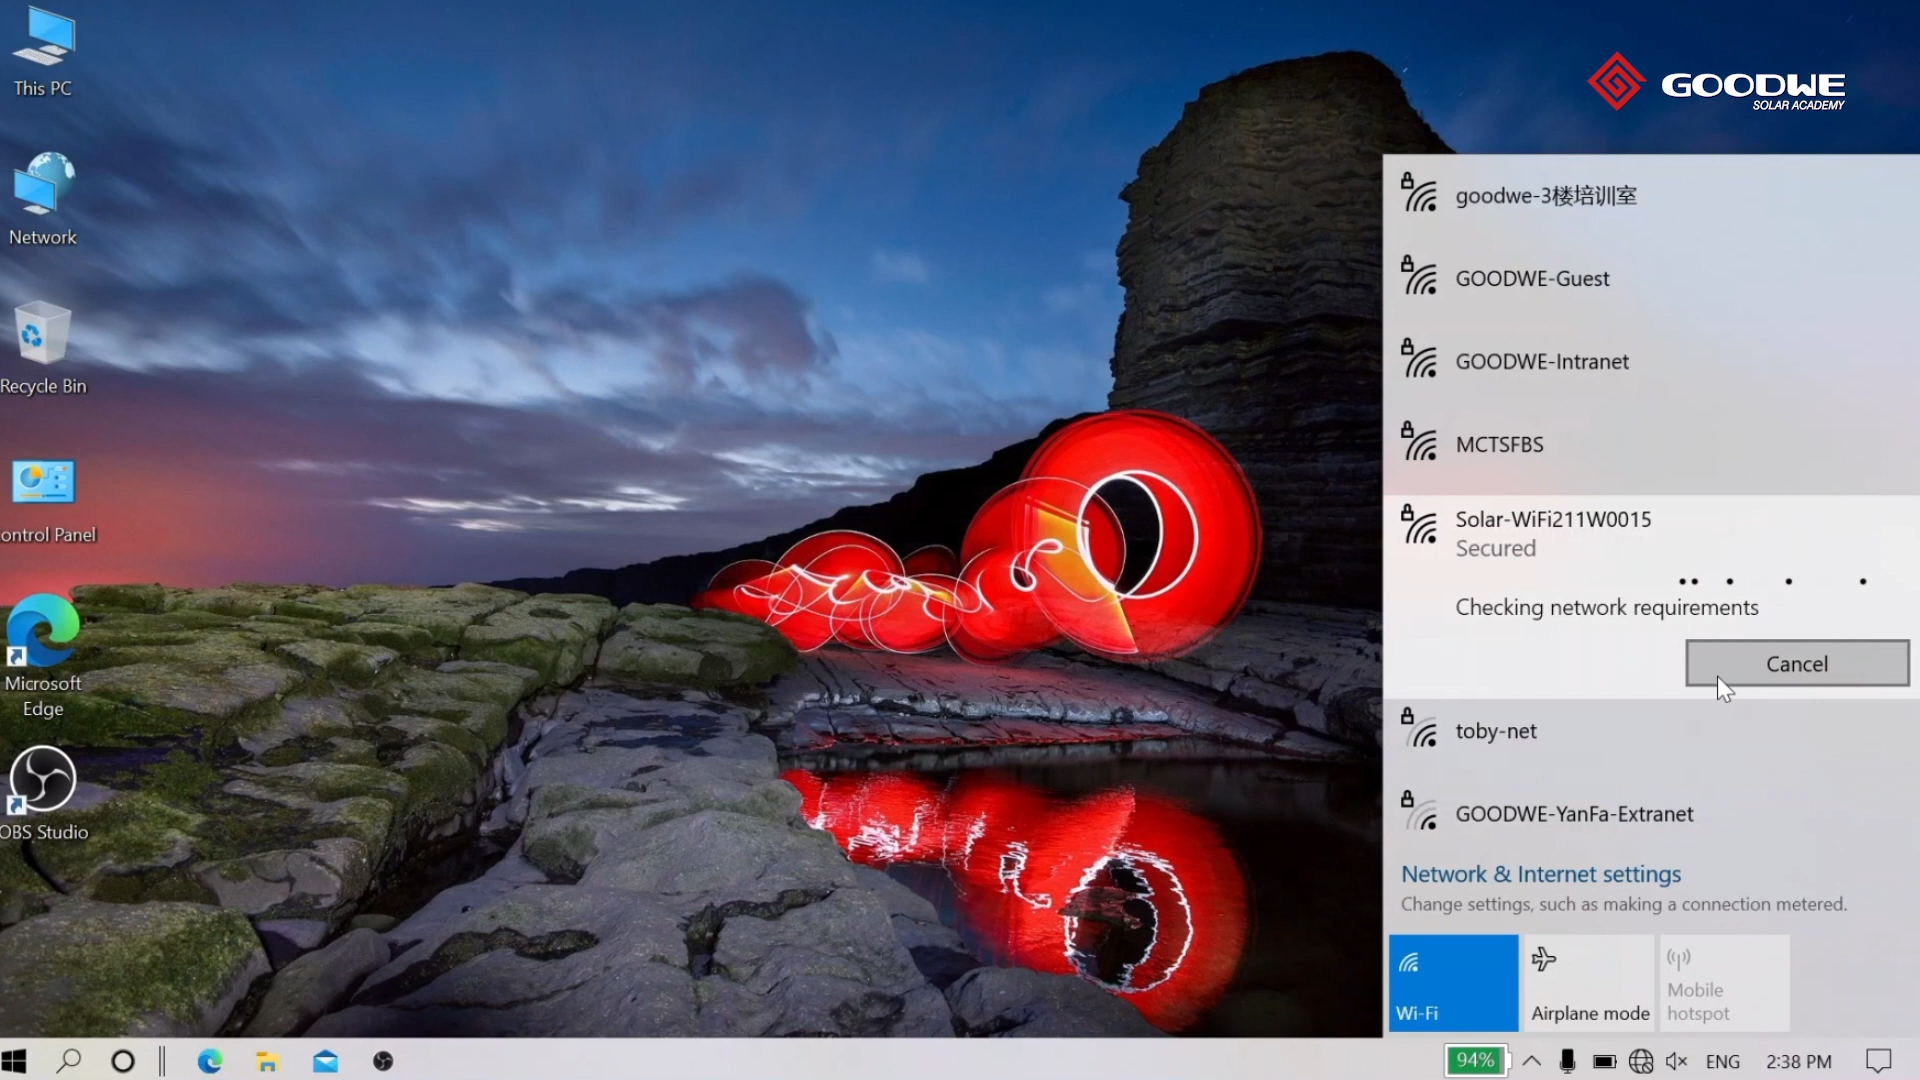 This PC
Network
Recycle Bin
ontrol Panel
Microsoft
Edge
OBS Studio
GOODWE
SOLAR ACADEMY
goodwe-3楼培训室
GOODWE-Guest
GOODWE-Intranet
MCTSFBS
Solar-WiFi211W0015
Secured
Checking network requirements
Cancel
toby-net
GOODWE-YanFa-Extranet
Network & Internet settings
Change settings, such as making a connection metered.
Wi-Fi
Airplane mode
Mobile
hotspot
94%
ENG
2:38 PM